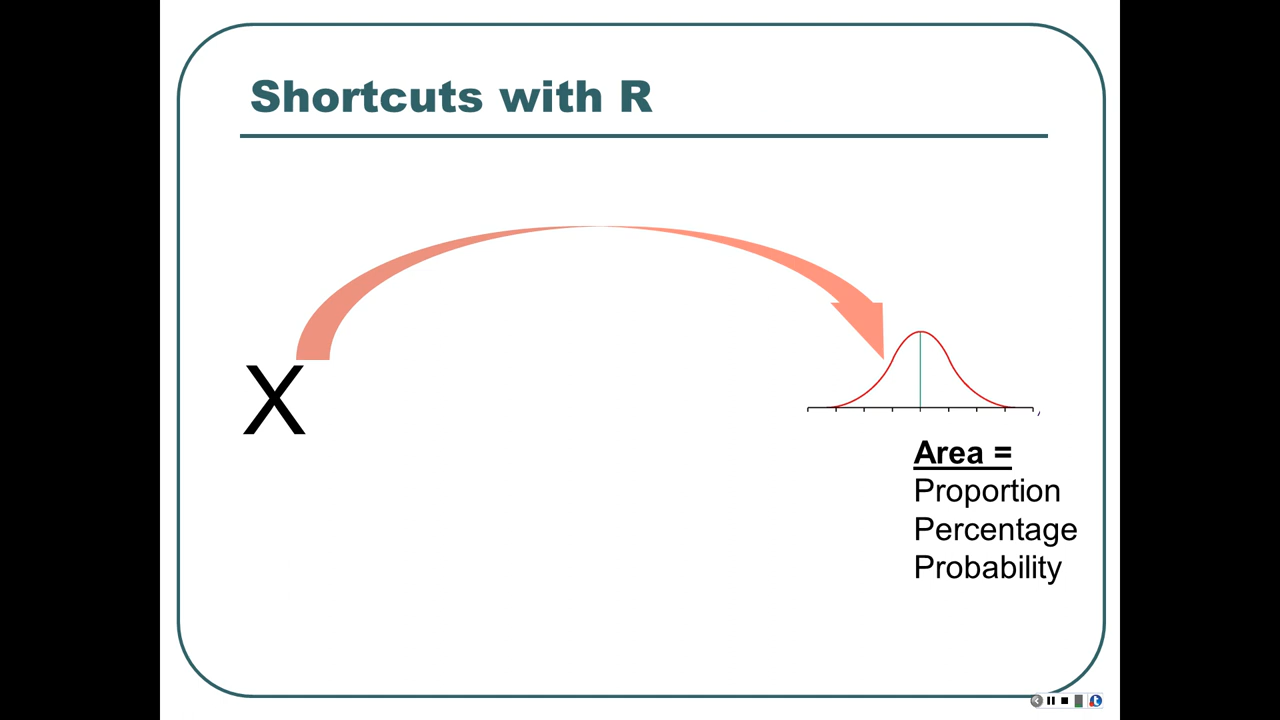 Shortcuts with R
X
Area =
Proportion
Percentage
Probability